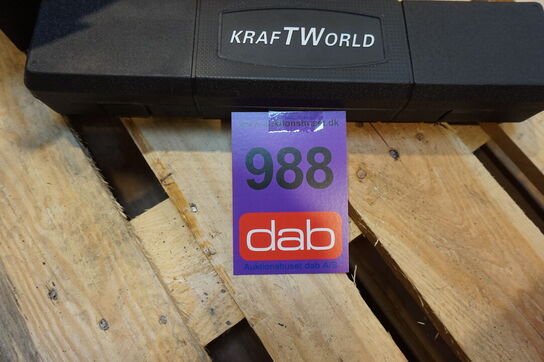 KRAFTWORLD
988
dab
Auktionshuset dab A/S